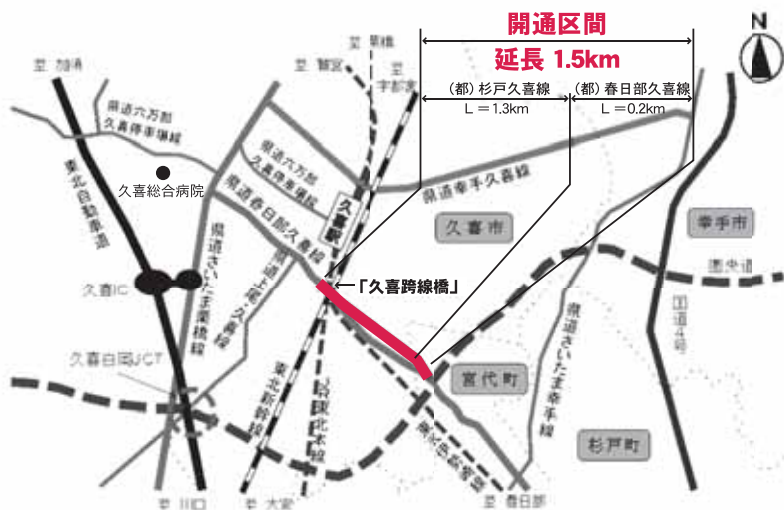 開通区間
延長 1.5km
N
(都)杉戸久喜線
L=1.3km
(都)春日部久喜線
L=0.2km
至 加須
至 鷲宮
至 栗橋
至 宇都宮
県道六万部
久喜停車場線
東北自動車道
久喜総合病院
県道六万部
久喜停車場線
県道春日部久喜線
久喜駅
県道幸手久喜線
久喜市
幸手市
圏央道
「久喜跨線橋」
久喜IC
県道さいたま栗橋線
県道上尾久喜線
国道4号
久喜白岡JCT
宮代町
県道さいたま幸手線
東北新幹線
JR東北本線
東武伊勢崎線
杉戸町
至 川口
至 大宮
至 春日部